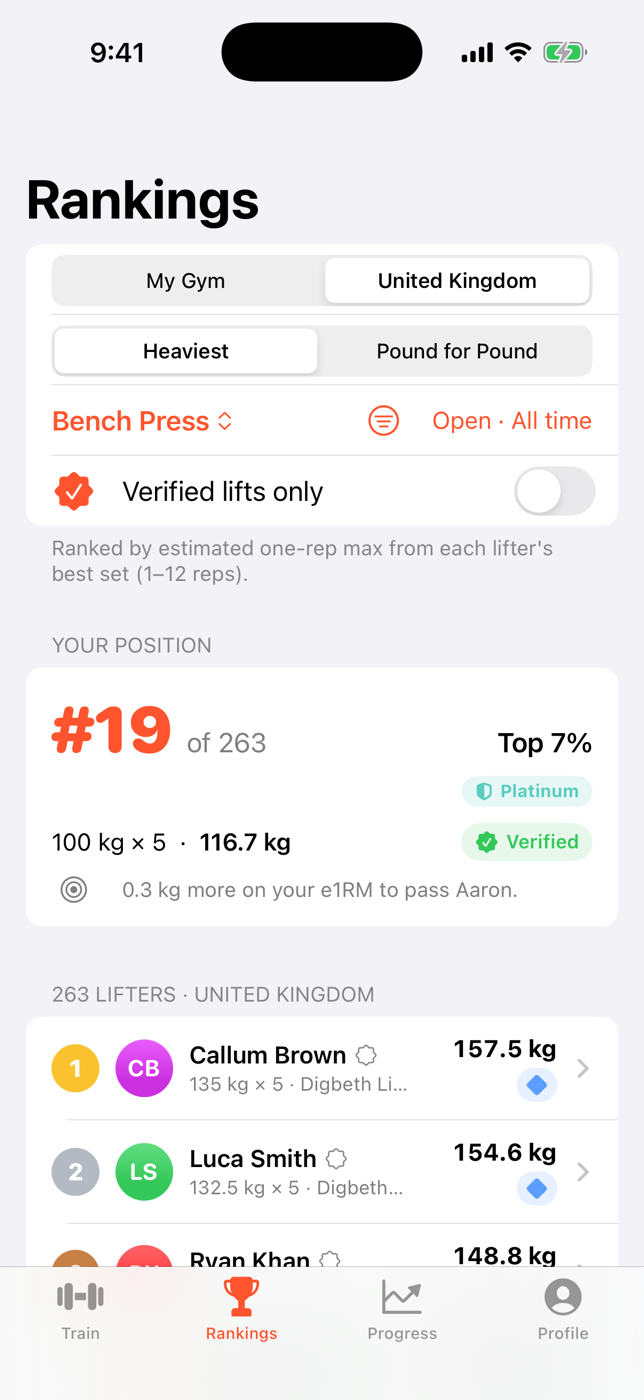 9:41
Rankings
My Gym United Kingdom
Heaviest Pound for Pound
Bench Press Open · All time
Verified lifts only
Ranked by estimated one-rep max from each lifter's
best set (1–12 reps).
YOUR POSITION
#19 of 263 Top 7%
Platinum
100 kg × 5 · 116.7 kg Verified
0.3 kg more on your e1RM to pass Aaron.
263 LIFTERS · UNITED KINGDOM
1 CB Callum Brown 157.5 kg
135 kg × 5 · Digbeth Li...
2 LS Luca Smith 154.6 kg
132.5 kg × 5 · Digbeth...
Ryan Khan 148.8 kg
Train Rankings Progress Profile